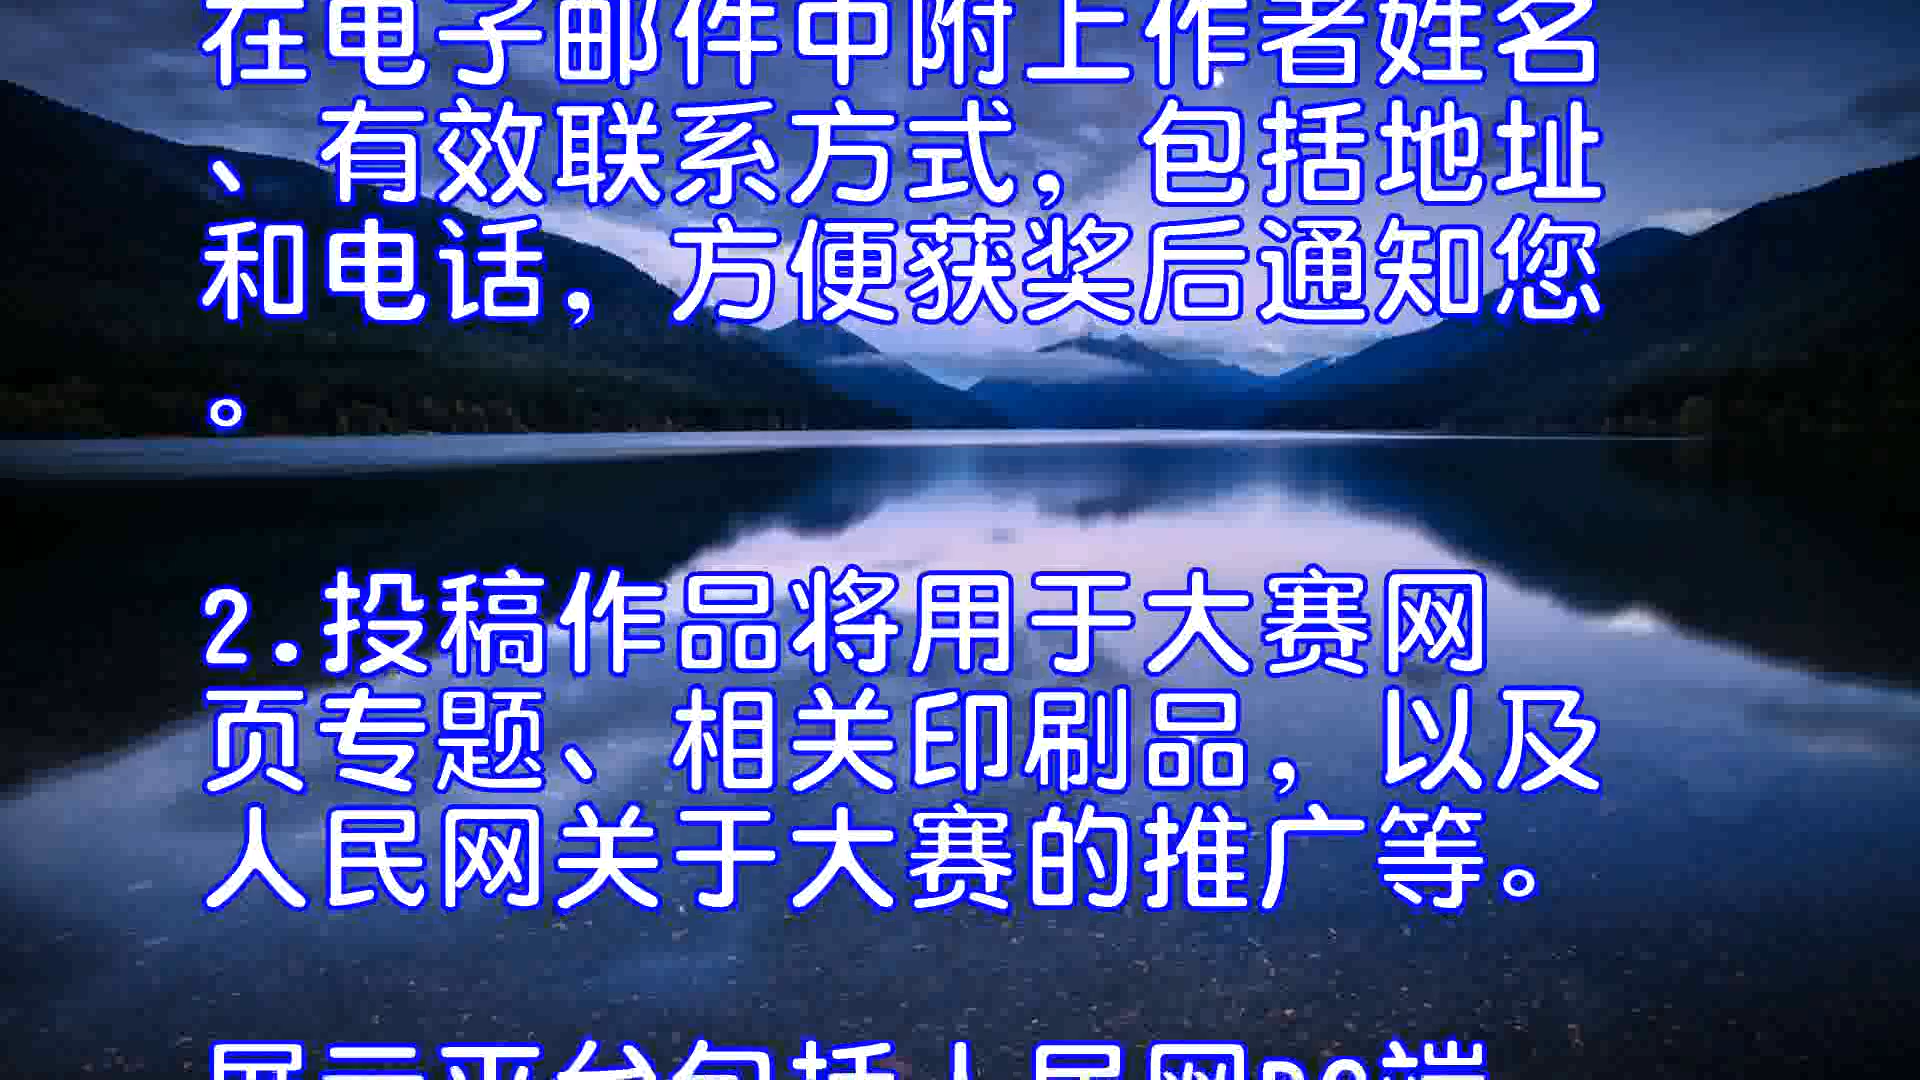 在电子邮件中附上作者姓名
、有效联系方式，包括地址
和电话，方便获奖后通知您
。
2.投稿作品将用于大赛网
页专题、相关印刷品，以及
人民网关于大赛的推广等。
展示平台包括人民网PC端